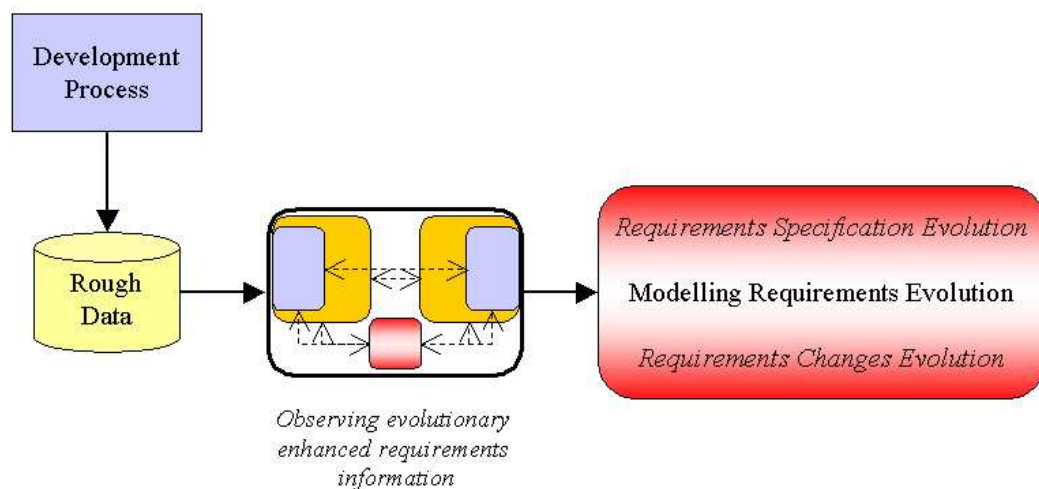 Development
Process
Rough
Data
Observing evolutionary
enhanced requirements
information
Requirements Specification Evolution
Modelling Requirements Evolution
Requirements Changes Evolution